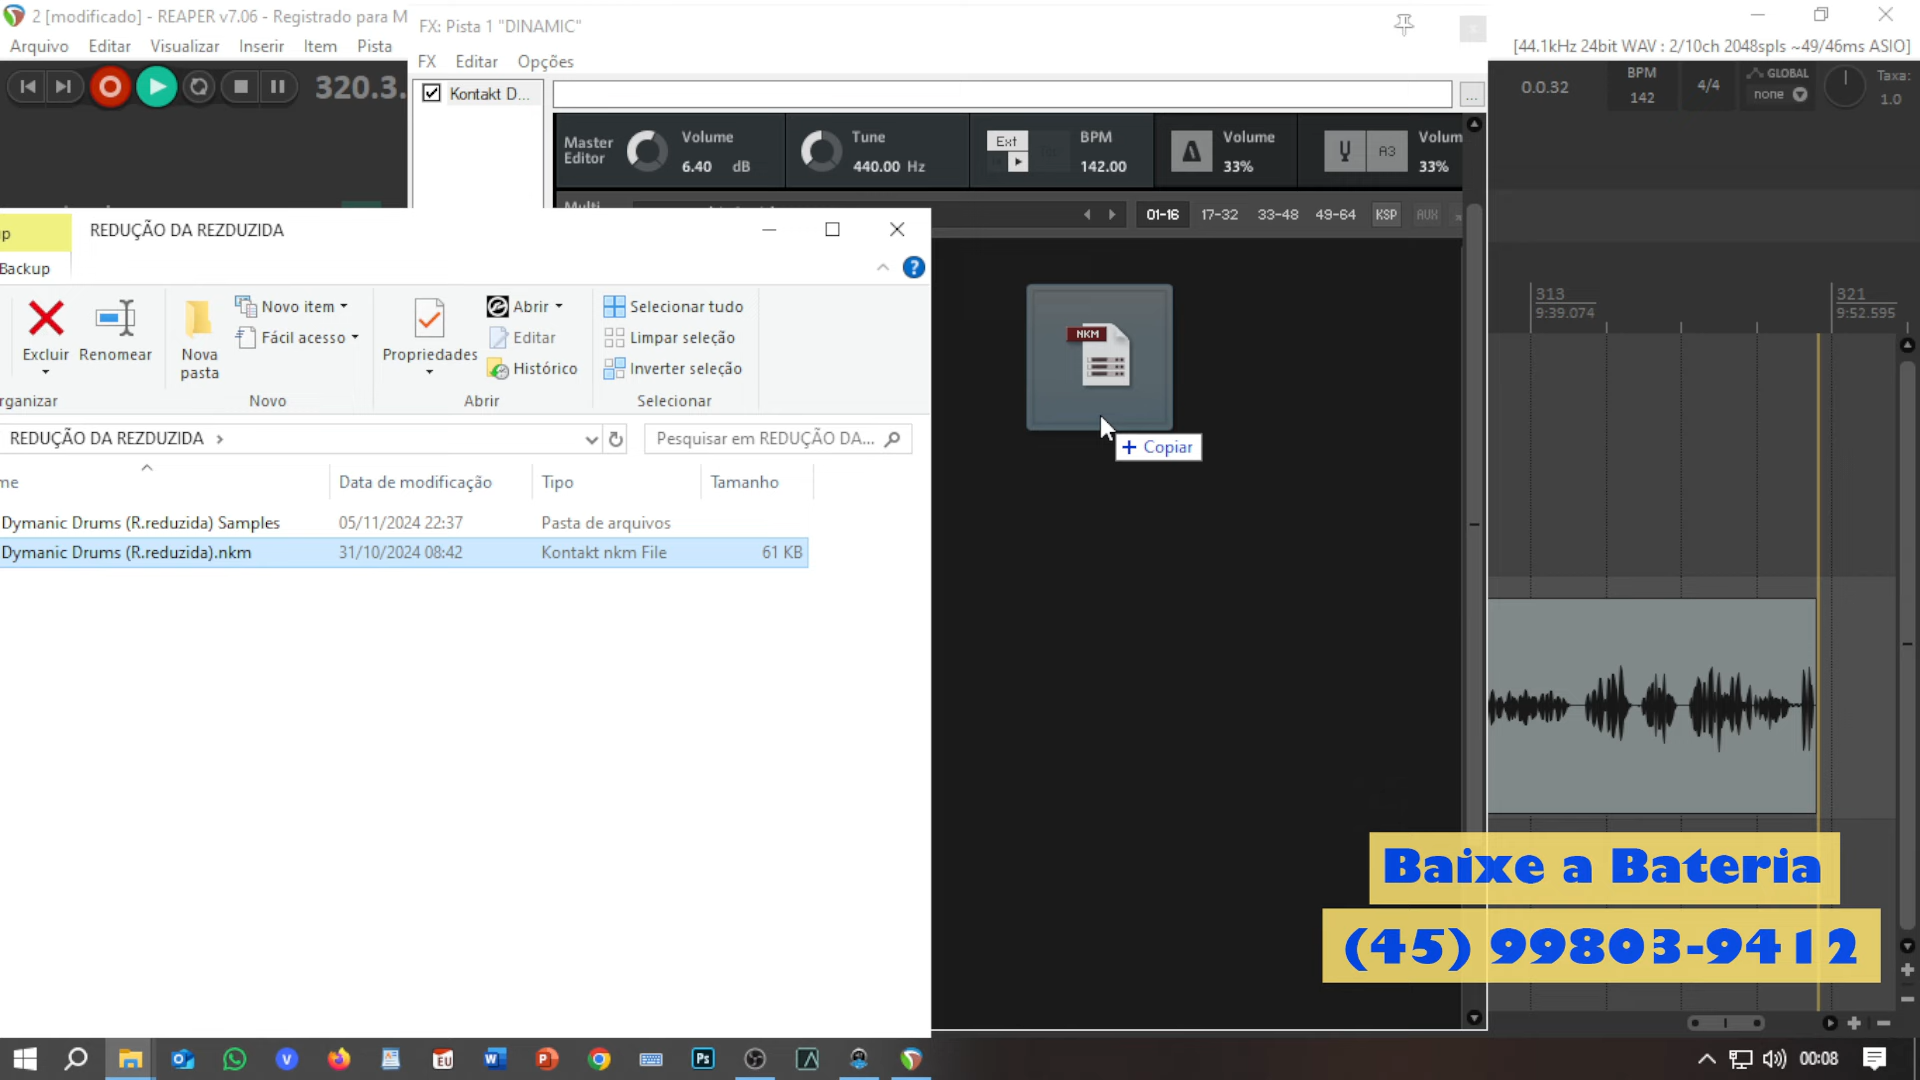 2 [modificado] - REAPER v7.06 - Registrado para M
Arquivo Editar Visualizar Inserir Item Pista
320.3.
FX: Pista 1 "DINAMIC"
FX Editar Opções
Kontakt D...
...
[44.1kHz 24bit WAV : 2/10ch 2048spls ~49/46ms ASIO]
0.0.32
BPM
142
4/4
GLOBAL
none
Taxa:
1.0
Master
Editor
Volume
6.40 dB
Tune
440.00 Hz
Ext
BPM
142.00
Volume
33%
A3
Volum
33%
01-16 17-32 33-48 49-64 KSP AUX
REDUÇÃO DA REZDUZIDA
Backup
?
Excluir
Renomear
Nova
pasta
Novo item
Fácil acesso
Propriedades
Abrir
Editar
Histórico
Selecionar tudo
Limpar seleção
Inverter seleção
rganizar
Novo
Abrir
Selecionar
REDUÇÃO DA REZDUZIDA
Pesquisar em REDUÇÃO DA...
me Data de modificação Tipo Tamanho
Dymanic Drums (R.reduzida) Samples 05/11/2024 22:37 Pasta de arquivos
Dymanic Drums (R.reduzida).nkm 31/10/2024 08:42 Kontakt nkm File 61 KB
NKM
+ Copiar
313
9:39.074
321
9:52.595
Baixe a Bateria
(45) 99803-9412
EU
Ps
00:08